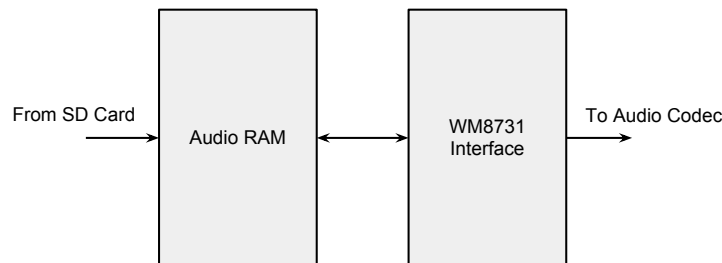 From SD Card
Audio RAM
WM8731
Interface
To Audio Codec